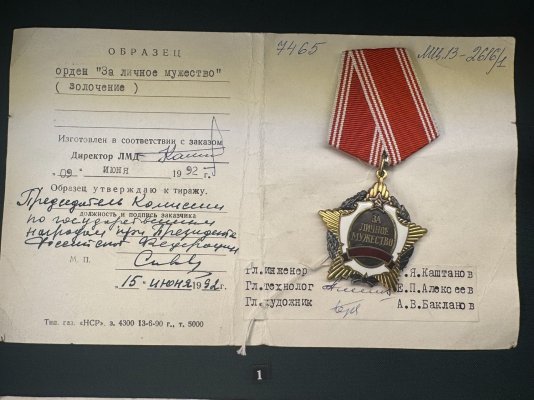 ОБРАЗЕЦ
орден "За личное мужество"
( золочение )
Изготовлен в соответствии с заказом
Директор ЛМД
"09" июня 1992 г.
Образец утверждаю к тиражу.
Председатель Комиссии
по государственным
должность и подпись заказчика
наградам при Президенте
Российской Федерации
М. П.
15 июня 1992 г.
Тип. газ. «НСР» з. 4300 13-6-90 г., т. 5000
7465
МЦ 13-2616/1
ЗА
ЛИЧНОЕ
МУЖЕСТВО
Гл.инженер .Я.Каштанов
Гл.технолог Е.П.Алексеев
Гл.художник А.В.Бакланов
1